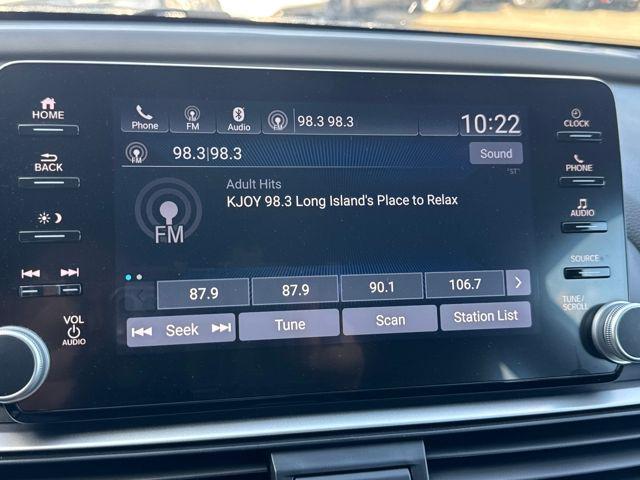 HOME
BACK
VOL
AUDIO
Phone FM Audio 98.3 98.3 10:22
98.3|98.3 Sound
"ST"
FM
Adult Hits
KJOY 98.3 Long Island's Place to Relax
87.9 87.9 90.1 106.7
Seek Tune Scan Station List
CLOCK
PHONE
AUDIO
SOURCE
TUNE/
SCROLL